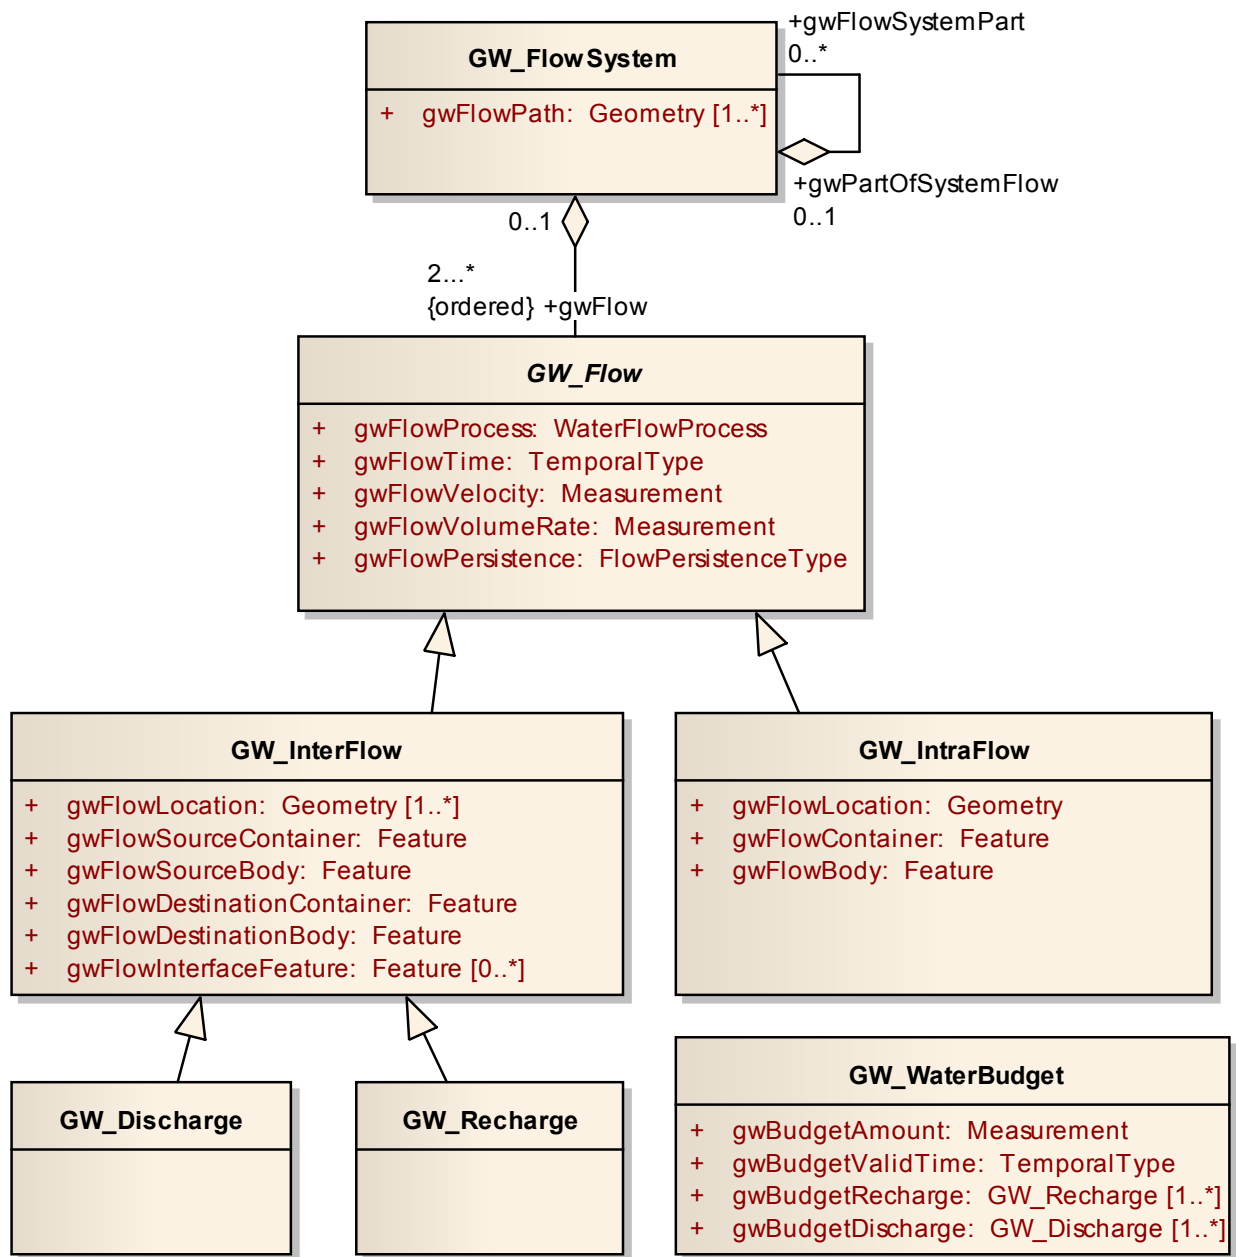 +gwFlowSystemPart
0..*
GW_FlowSystem
+ gwFlowPath: Geometry [1..*]
+gwPartOfSystemFlow
0..1
0..1
2...*
{ordered} +gwFlow
GW_Flow
+ gwFlowProcess: WaterFlowProcess
+ gwFlowTime: TemporalType
+ gwFlowVelocity: Measurement
+ gwFlowVolumeRate: Measurement
+ gwFlowPersistence: FlowPersistenceType
GW_InterFlow
+ gwFlowLocation: Geometry [1..*]
+ gwFlowSourceContainer: Feature
+ gwFlowSourceBody: Feature
+ gwFlowDestinationContainer: Feature
+ gwFlowDestinationBody: Feature
+ gwFlowInterfaceFeature: Feature [0..*]
GW_IntraFlow
+ gwFlowLocation: Geometry
+ gwFlowContainer: Feature
+ gwFlowBody: Feature
GW_Discharge
GW_Recharge
GW_WaterBudget
+ gwBudgetAmount: Measurement
+ gwBudgetValidTime: TemporalType
+ gwBudgetRecharge: GW_Recharge [1..*]
+ gwBudgetDischarge: GW_Discharge [1..*]